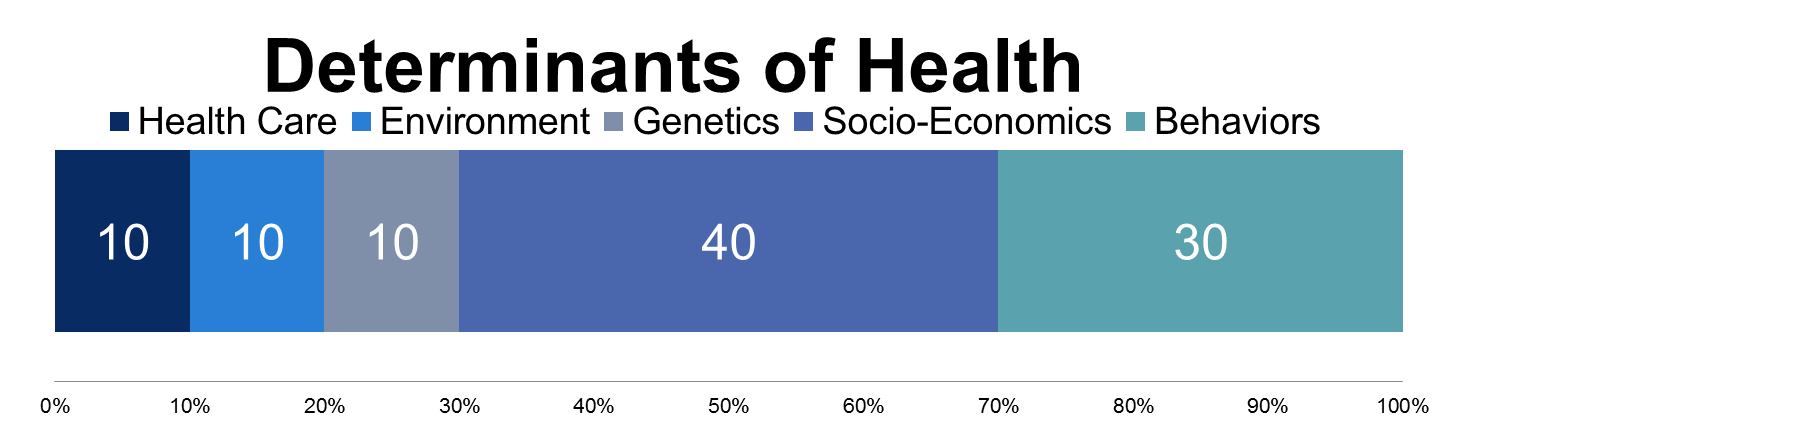 Determinants of Health
Health Care Environment Genetics Socio-Economics Behaviors
10 10 10 40 30
0% 10% 20% 30% 40% 50% 60% 70% 80% 90% 100%